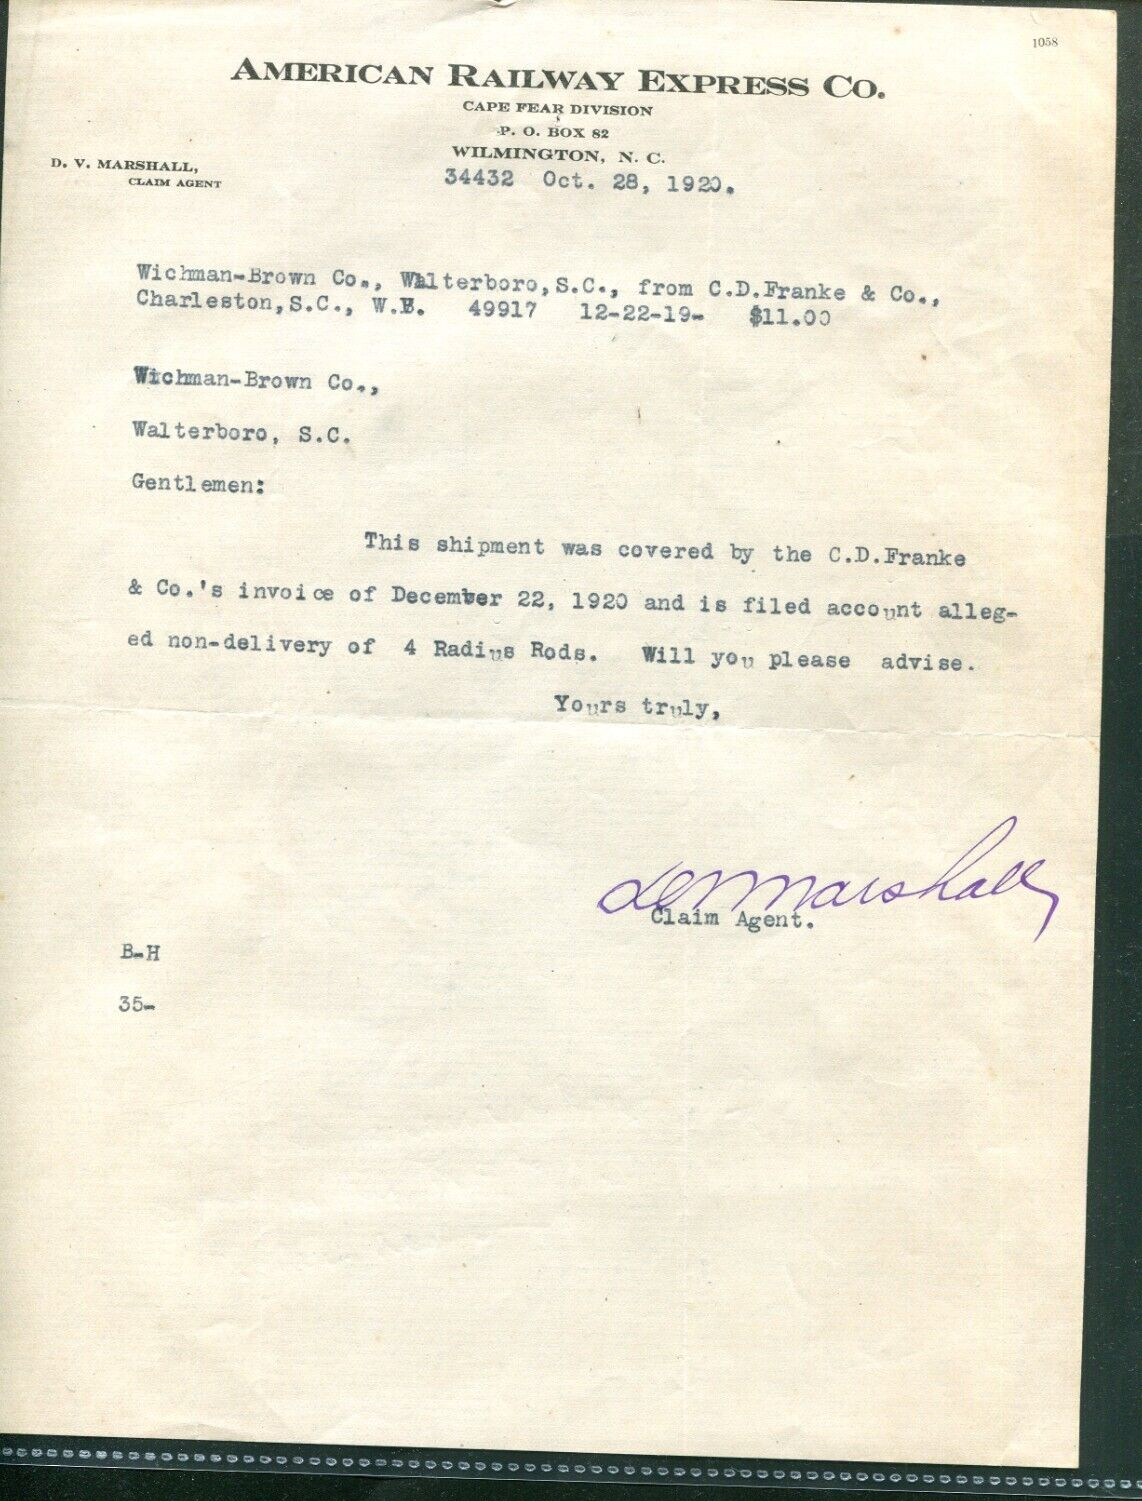 1058
AMERICAN RAILWAY EXPRESS CO.
CAPE FEAR DIVISION
P. O. BOX 82
WILMINGTON, N. C.
D. V. MARSHALL,
CLAIM AGENT
34432 Oct. 28, 1920.
Wichman-Brown Co., Walterboro,S.C., from C.D.Franke & Co.,
Charleston,S.C., W.B. 49917 12-22-19- $11.00
Wichman-Brown Co.,
Walterboro, S.C.
Gentlemen:
This shipment was covered by the C.D.Franke
& Co.'s invoice of December 22, 1920 and is filed account alleg-
ed non-delivery of 4 Radius Rods. Will you please advise.
Yours truly,
DV Marshall
Claim Agent.
B-H
35-